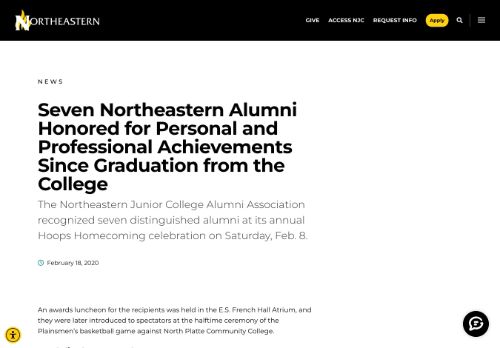 NORTHEASTERN
GIVE ACCESS NJC REQUEST INFO Apply
NEWS
Seven Northeastern Alumni
Honored for Personal and
Professional Achievements
Since Graduation from the
College
The Northeastern Junior College Alumni Association
recognized seven distinguished alumni at its annual
Hoops Homecoming celebration on Saturday, Feb. 8.
February 18, 2020
An awards luncheon for the recipients was held in the E.S. French Hall Atrium, and
they were later introduced to spectators at the halftime ceremony of the
Plainsmen's basketball game against North Platte Community College.